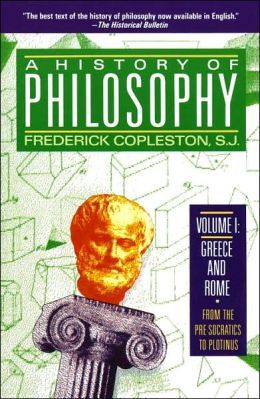 "The best text of the history of philosophy now available in English."
—The Historical Bulletin
A HISTORY OF
PHILOSOPHY
FREDERICK COPLESTON, S.J.
VOLUME I:
GREECE
AND
ROME
FROM THE
PRE-SOCRATICS
TO PLOTINUS